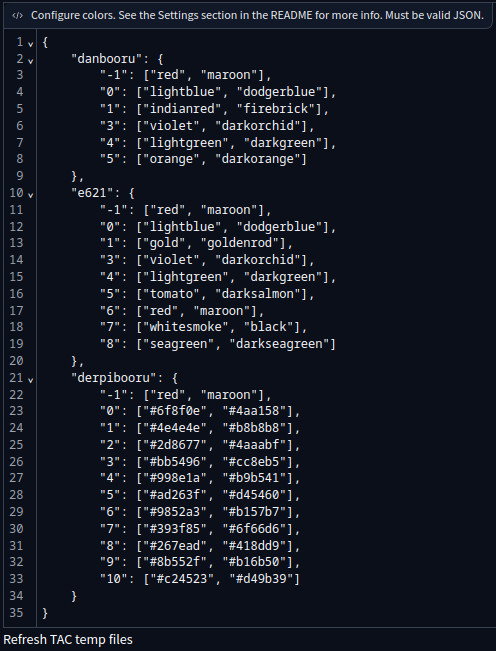 </> Configure colors. See the Settings section in the README for more info. Must be valid JSON.
1 {
2     "danbooru": {
3         "-1": ["red", "maroon"],
4         "0": ["lightblue", "dodgerblue"],
5         "1": ["indianred", "firebrick"],
6         "3": ["violet", "darkorchid"],
7         "4": ["lightgreen", "darkgreen"],
8         "5": ["orange", "darkorange"]
9     },
10     "e621": {
11         "-1": ["red", "maroon"],
12         "0": ["lightblue", "dodgerblue"],
13         "1": ["gold", "goldenrod"],
14         "3": ["violet", "darkorchid"],
15         "4": ["lightgreen", "darkgreen"],
16         "5": ["tomato", "darksalmon"],
17         "6": ["red", "maroon"],
18         "7": ["whitesmoke", "black"],
19         "8": ["seagreen", "darkseagreen"]
20     },
21     "derpibooru": {
22         "-1": ["red", "maroon"],
23         "0": ["#6f8f0e", "#4aa158"],
24         "1": ["#4e4e4e", "#b8b8b8"],
25         "2": ["#2d8677", "#4aaabf"],
26         "3": ["#bb5496", "#cc8eb5"],
27         "4": ["#998e1a", "#b9b541"],
28         "5": ["#ad263f", "#d45460"],
29         "6": ["#9852a3", "#b157b7"],
30         "7": ["#393f85", "#6f66d6"],
31         "8": ["#267ead", "#418dd9"],
32         "9": ["#8b552f", "#b16b50"],
33         "10": ["#c24523", "#d49b39"]
34     }
35 }
Refresh TAC temp files